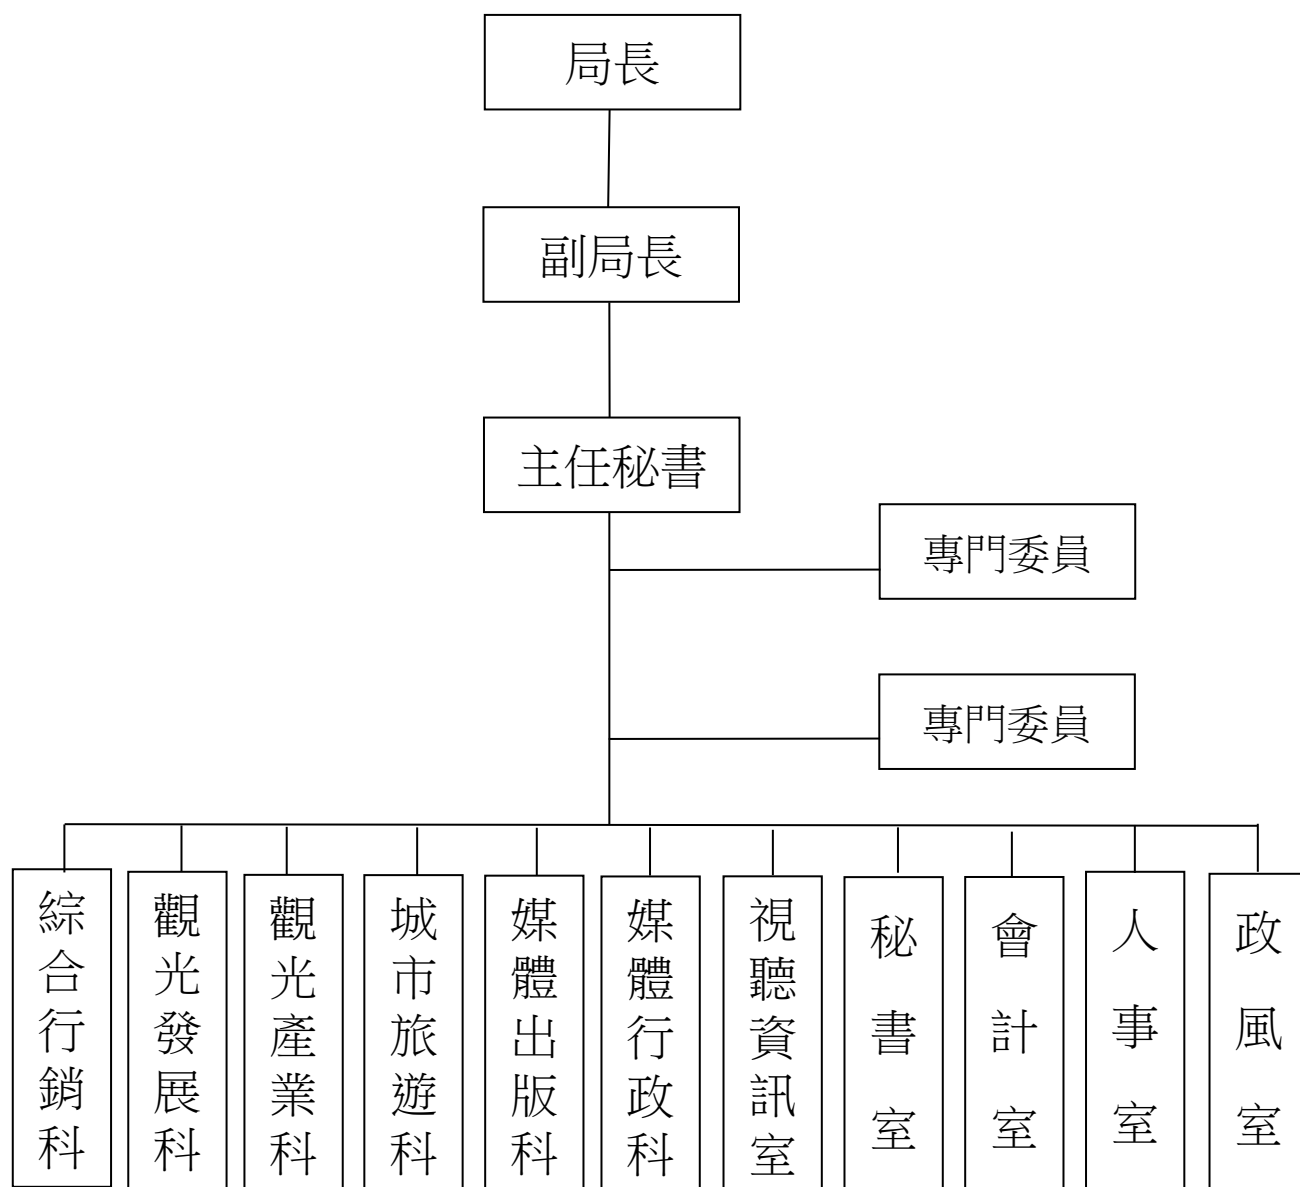 局長
副局長
主任秘書
專門委員
專門委員
綜合行銷科
觀光發展科
觀光產業科
城市旅遊科
媒體出版科
媒體行政科
視聽資訊室
秘書室
會計室
人事室
政風室